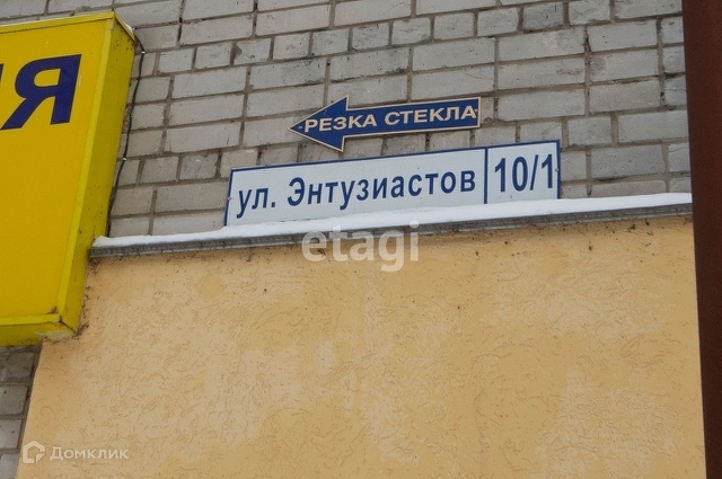 Я
РЕЗКА СТЕКЛА
ул. Энтузиастов 10/1
etagi
Домклик